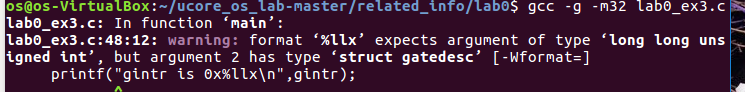 os@os-VirtualBox:~/ucore_os_lab-master/related_info/lab0$ gcc -g -m32 lab0_ex3.c
lab0_ex3.c: In function ‘main’:
lab0_ex3.c:48:12: warning: format ‘%llx’ expects argument of type ‘long long uns
igned int’, but argument 2 has type ‘struct gatedesc’ [-Wformat=]
     printf("gintr is 0x%llx\n",gintr);
            ^